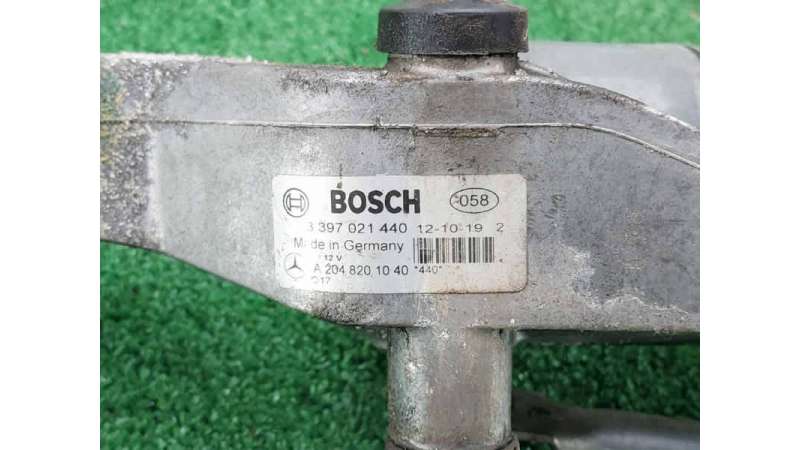 BOSCH 058
3 397 021 440 12-10-19 2
Made in Germany
12 V
A 204 820 10 40 *440*